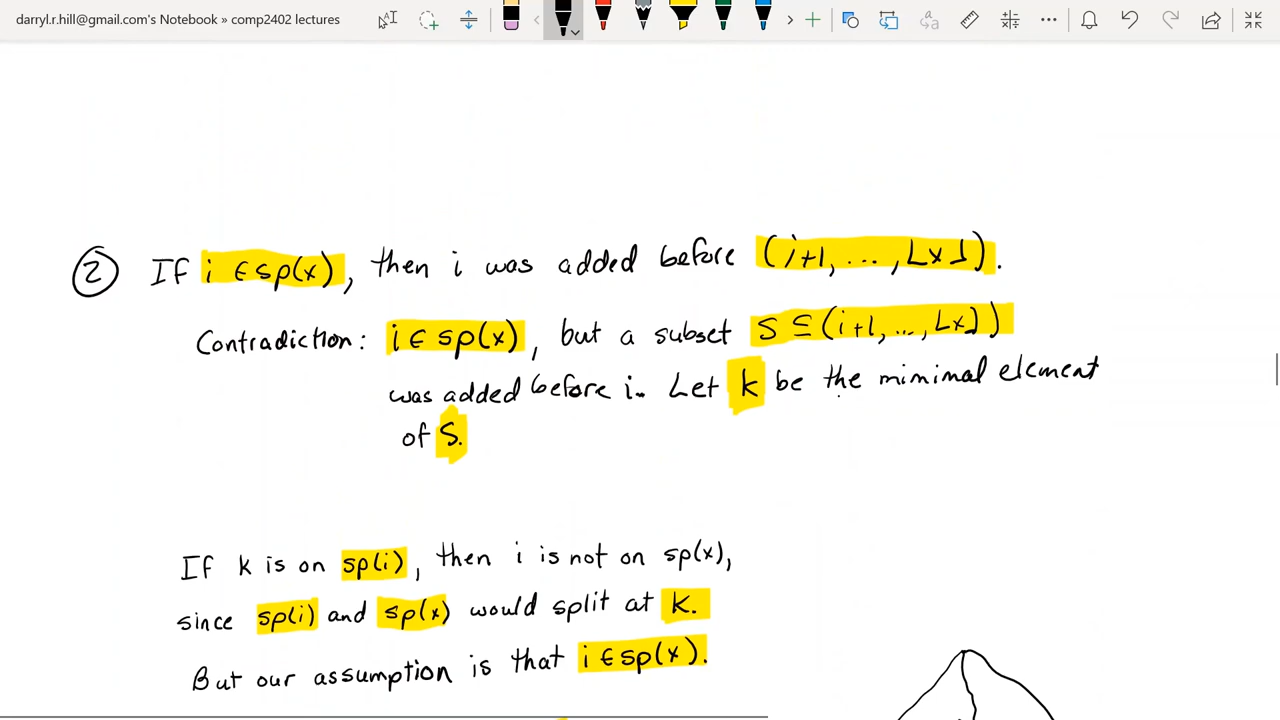 darryl.r.hill@gmail.com's Notebook » comp2402 lectures
② If i ∈ sp(x), then i was added before (i+1, ..., ⌊x⌋).
Contradiction: i ∈ sp(x), but a subset S ⊆ (i+1, ..., ⌊x⌋)
was added before i. Let k be the minimal element
of S.
If k is on sp(i), then i is not on sp(x),
since sp(i) and sp(x) would split at k.
But our assumption is that i ∈ sp(x).